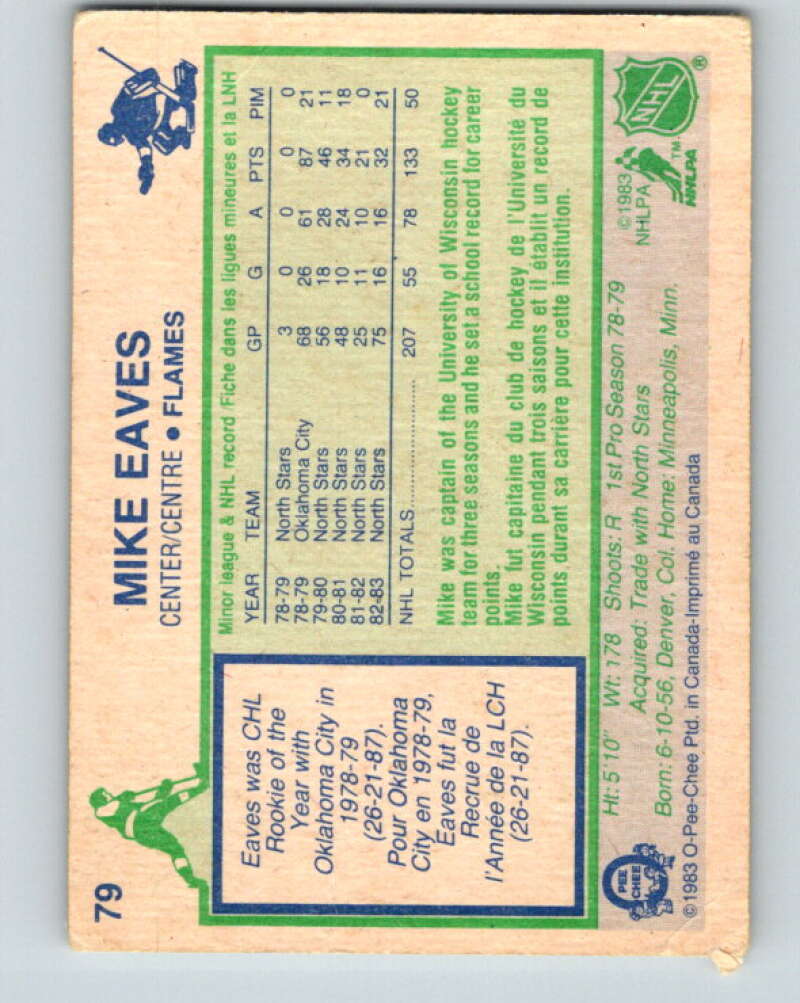 79
MIKE EAVES
CENTER/CENTRE • FLAMES
Eaves was CHL
Rookie of the
Year with
Oklahoma City in
1978-79
(26-21-87).
Pour Oklahoma
City en 1978-79,
Eaves fut la
Recrue de
l'Année de la LCH
(26-21-87).
Minor league & NHL record/Fiche dans les ligues mineures et la LNH
YEAR TEAM GP G A PTS PIM
78-79 North Stars 3 0 0 0 0
78-79 Oklahoma City 68 26 61 87 21
79-80 North Stars 56 18 28 46 11
80-81 North Stars 48 10 24 34 18
81-82 North Stars 25 11 10 21 0
82-83 North Stars 75 16 16 32 21
NHL TOTALS 207 55 78 133 50
Mike was captain of the University of Wisconsin hockey
team for three seasons and he set a school record for career
points.
Mike fut capitaine du club de hockey de l'Université du
Wisconsin pendant trois saisons et il établit un record de
points durant sa carrière pour cette institution.
Ht: 5'10" Wt: 178 Shoots: R 1st Pro Season 78-79
Acquired: Trade with North Stars
Born: 6-10-56, Denver, Col. Home: Minneapolis, Minn.
©1983 O-Pee-Chee Ptd. in Canada-Imprimé au Canada
O PEE CHEE
©1983
NHLPA
NHLPA™
NHL®